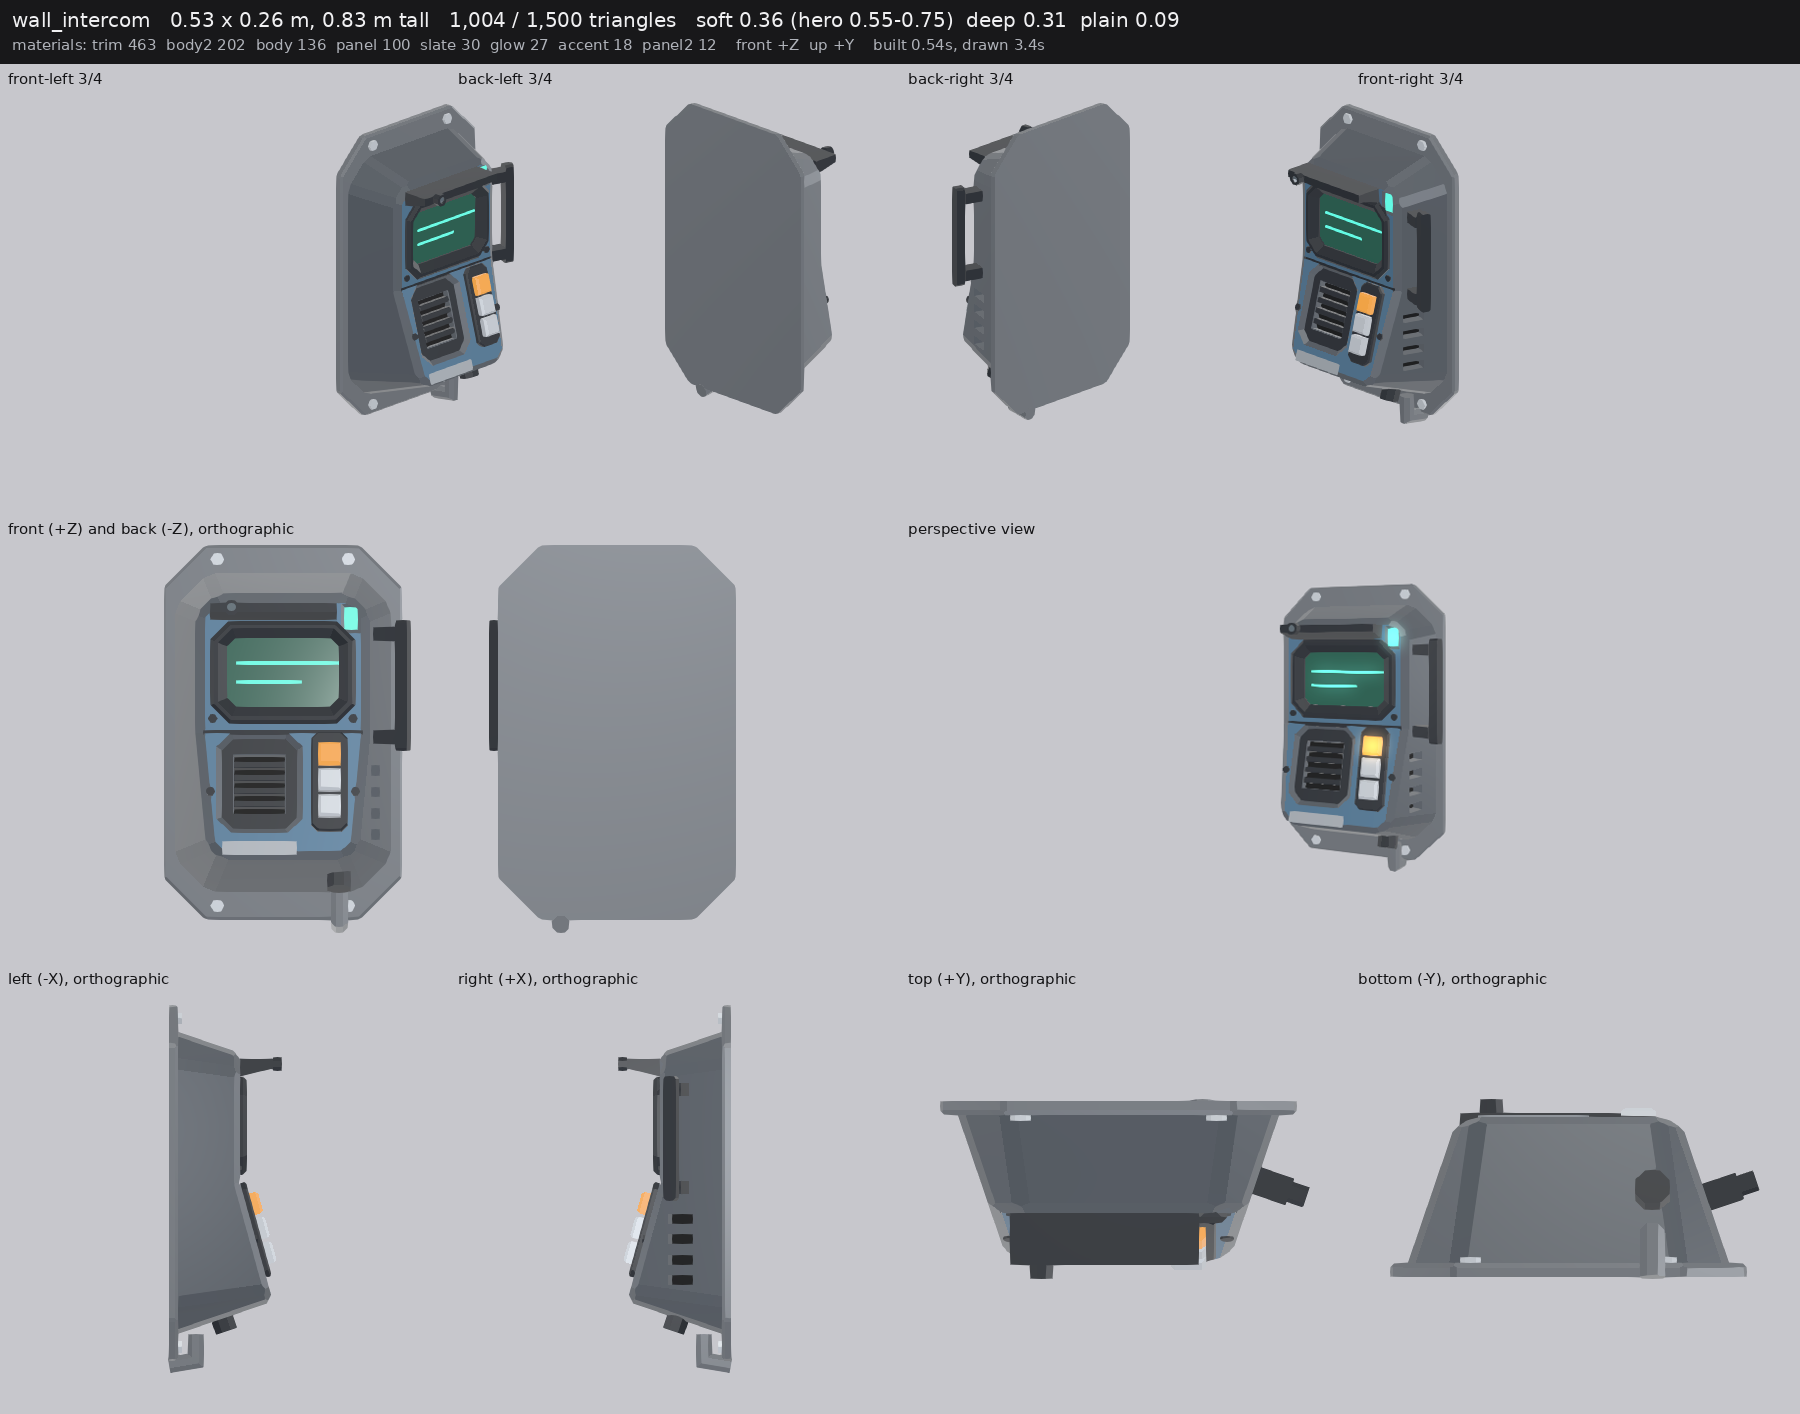 wall_intercom   0.53 x 0.26 m, 0.83 m tall   1,004 / 1,500 triangles   soft 0.36 (hero 0.55-0.75)  deep 0.31  plain 0.09
materials: trim 463  body2 202  body 136  panel 100  slate 30  glow 27  accent 18  panel2 12    front +Z  up +Y    built 0.54s, drawn 3.4s
front-left 3/4
back-left 3/4
back-right 3/4
front-right 3/4
front (+Z) and back (-Z), orthographic
perspective view
left (-X), orthographic
right (+X), orthographic
top (+Y), orthographic
bottom (-Y), orthographic